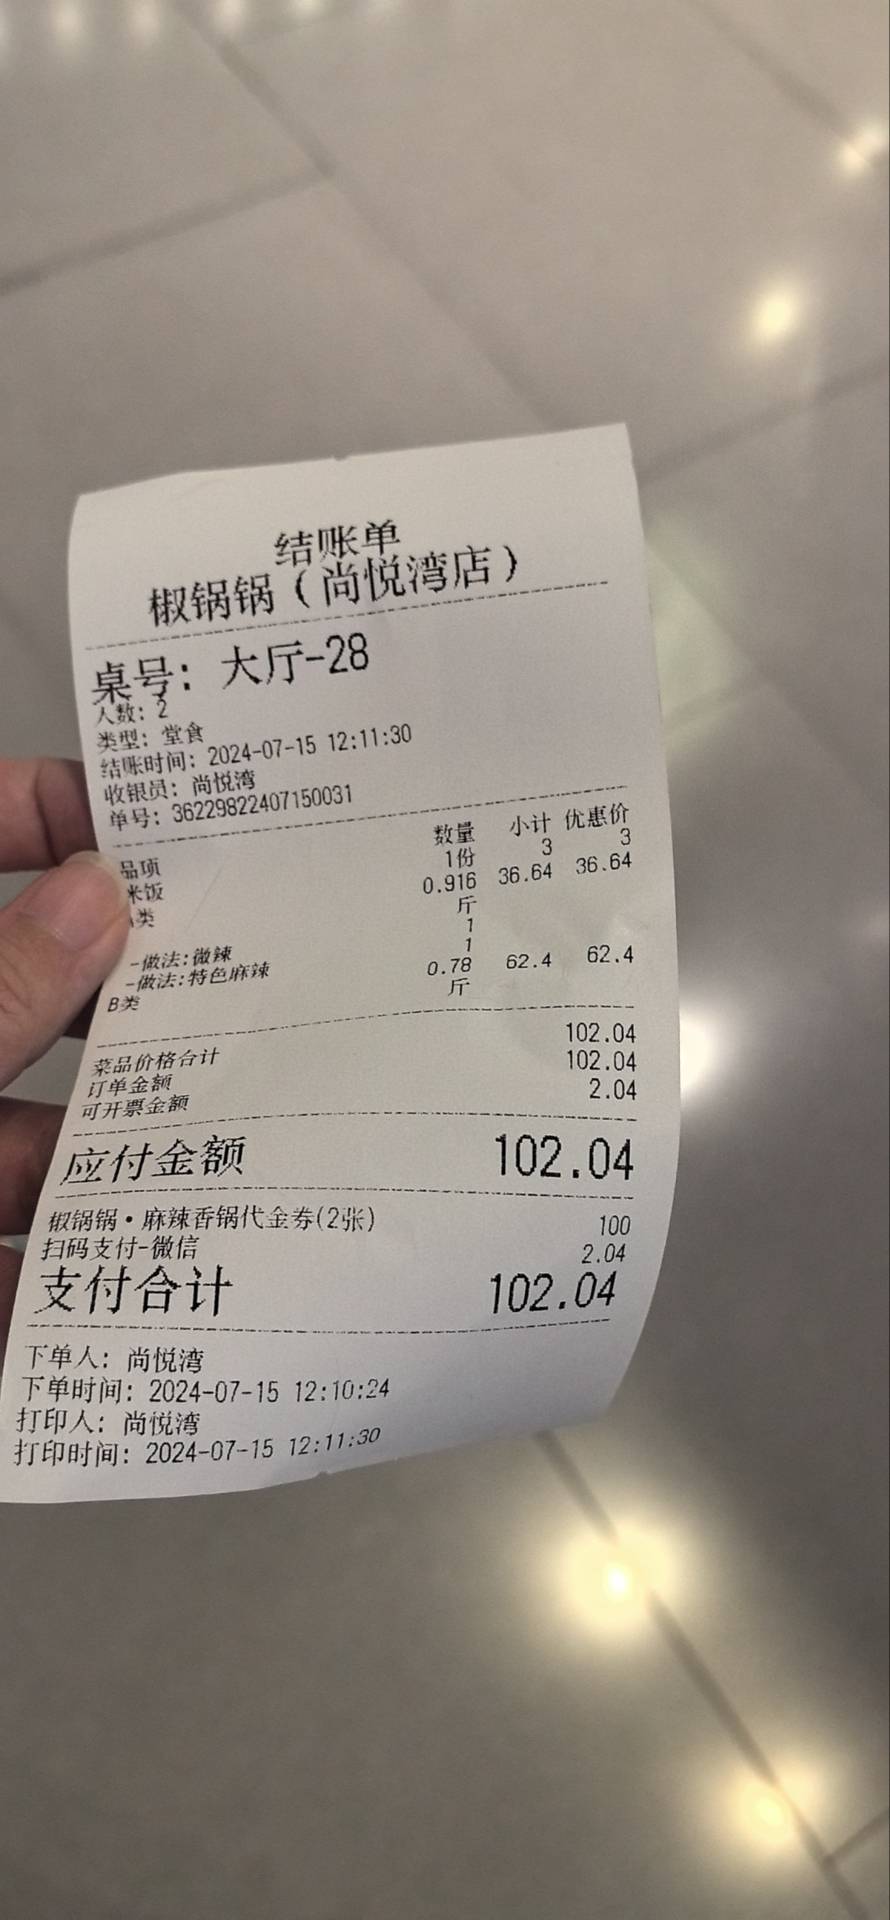 结账单
椒锅锅（尚悦湾店）
桌号：大厅-28
人数：2
类型：堂食
结账时间：2024-07-15 12:11:30
收银员：尚悦湾
单号：36229822407150031
品项 数量 小计 优惠价
米饭 1份 3 3
类 0.916 36.64 36.64
斤
1
-做法:微辣 1
-做法:特色麻辣 0.78 62.4 62.4
B类 斤
菜品价格合计 102.04
订单金额 102.04
可开票金额 2.04
应付金额 102.04
椒锅锅·麻辣香锅代金券(2张) 100
扫码支付-微信 2.04
支付合计 102.04
下单人：尚悦湾
下单时间：2024-07-15 12:10:24
打印人：尚悦湾
打印时间：2024-07-15 12:11:30